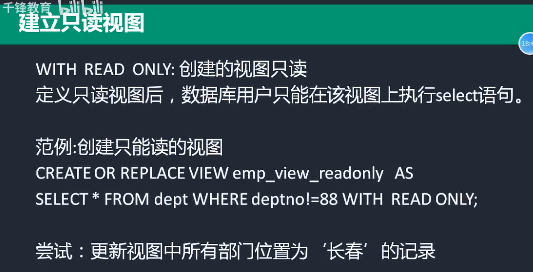 千锋教育 bilibili
建立只读视图
WITH READ ONLY: 创建的视图只读
定义只读视图后，数据库用户只能在该视图上执行select语句。
范例:创建只能读的视图
CREATE OR REPLACE VIEW emp_view_readonly AS
SELECT * FROM dept WHERE deptno!=88 WITH READ ONLY;
尝试：更新视图中所有部门位置为‘长春’的记录